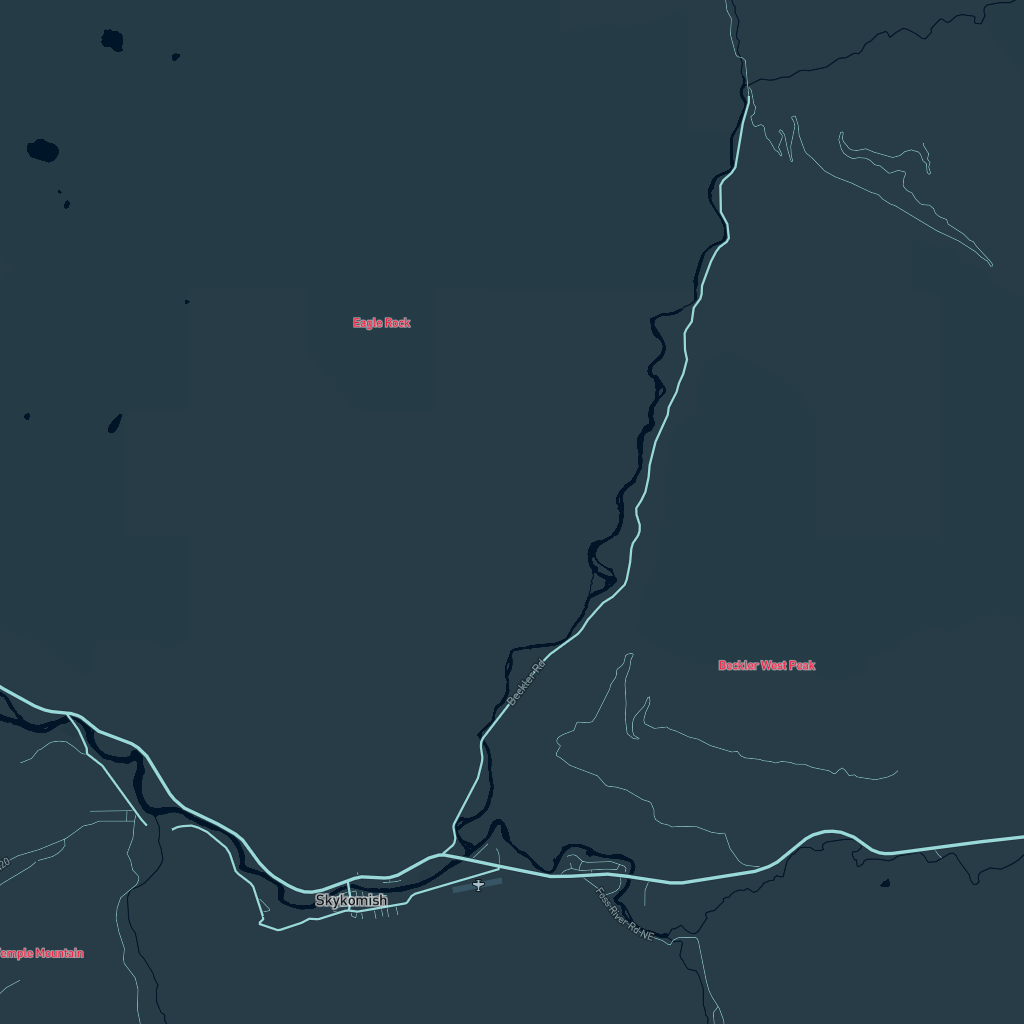 Eagle Rock
Beckler West Peak
Beckler Rd
Skykomish
Foss River Rd NE
Temple Mountain